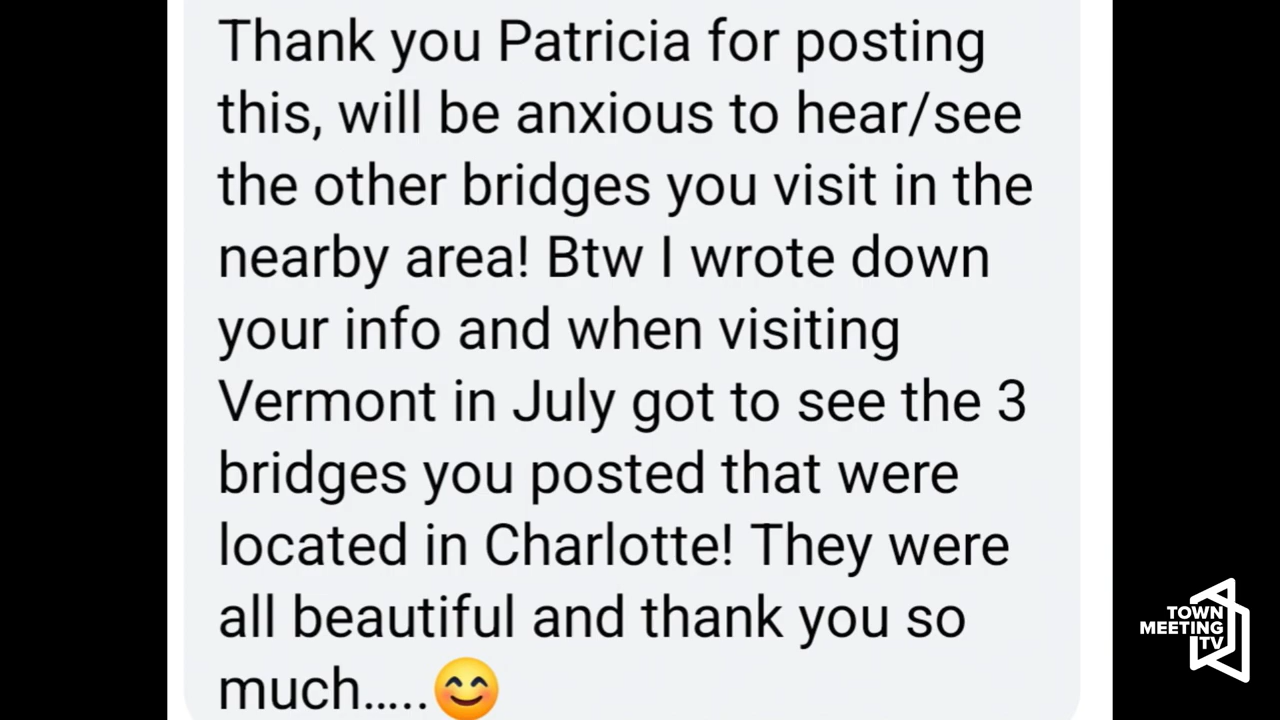 Thank you Patricia for posting
this, will be anxious to hear/see
the other bridges you visit in the
nearby area! Btw I wrote down
your info and when visiting
Vermont in July got to see the 3
bridges you posted that were
located in Charlotte! They were
all beautiful and thank you so
much…..😊
TOWN
MEETING
TV